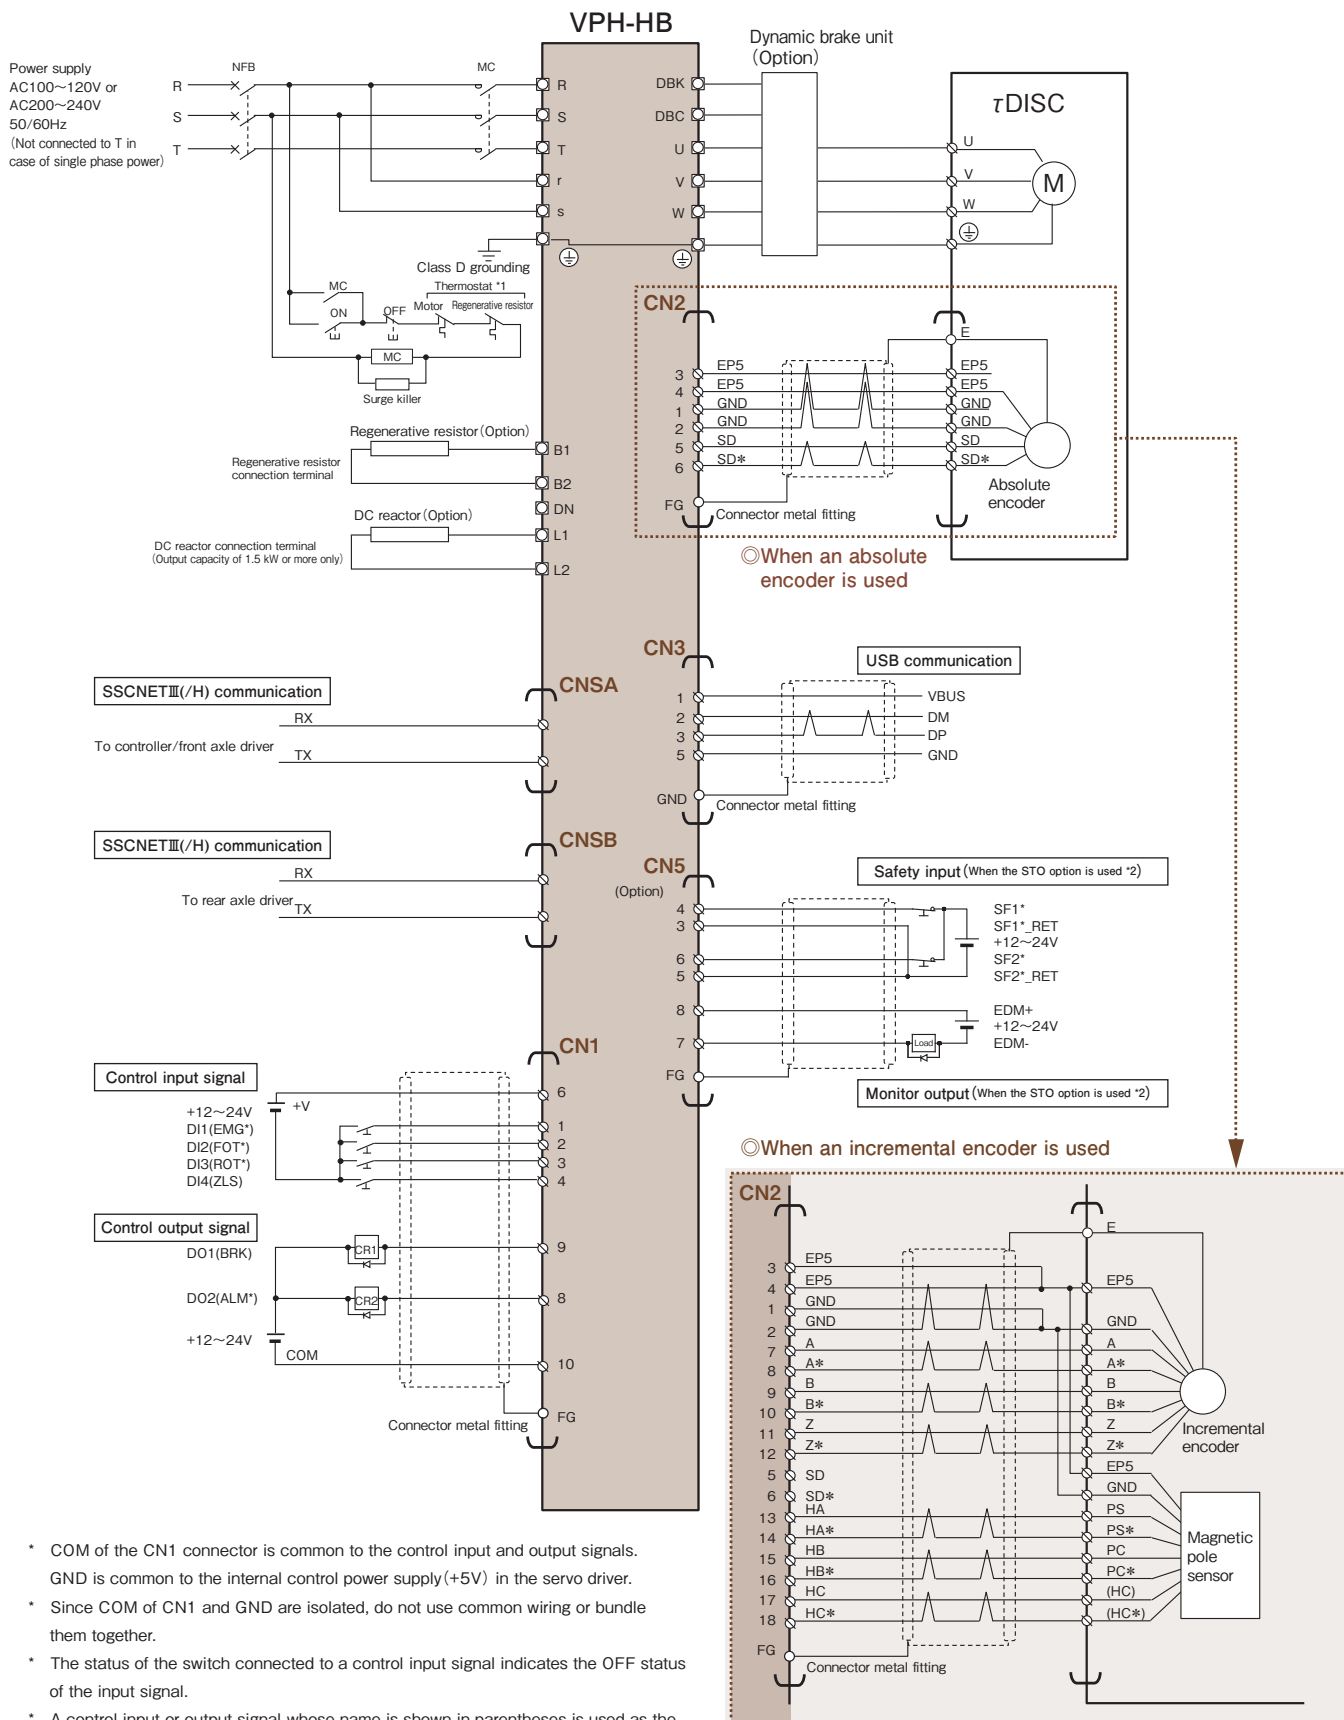 VPH-HB
Power supply
AC100～120V or
AC200～240V
50/60Hz
(Not connected to T in
case of single phase power)
NFB
MC
R
S
T
R
S
T
r
s
DBK
DBC
U
V
W
Dynamic brake unit
(Option)
τDISC
U
V
W
M
Class D grounding
Thermostat *1
Motor
Regenerative resistor
MC
ON
OFF
MC
Surge killer
Regenerative resistor(Option)
Regenerative resistor
connection terminal
B1
B2
DN
DC reactor(Option)
DC reactor connection terminal
(Output capacity of 1.5 kW or more only)
L1
L2
CN2
E
3 EP5 EP5
4 EP5 EP5
1 GND GND
2 GND GND
5 SD SD
6 SD* SD*
FG
Connector metal fitting
Absolute
encoder
◎When an absolute
encoder is used
CN3
USB communication
1 VBUS
2 DM
3 DP
5 GND
GND
Connector metal fitting
SSCNETⅢ(/H) communication
CNSA
RX
To controller/front axle driver
TX
SSCNETⅢ(/H) communication
CNSB
RX
To rear axle driver
TX
CN5
(Option)
Safety input(When the STO option is used *2)
4 SF1*
3 SF1*_RET
+12～24V
6 SF2*
5 SF2*_RET
8 EDM+
+12～24V
7 Load EDM-
FG
Monitor output(When the STO option is used *2)
CN1
Control input signal
+12～24V +V 6
DI1(EMG*) 1
DI2(FOT*) 2
DI3(ROT*) 3
DI4(ZLS) 4
Control output signal
DO1(BRK) CR1 9
DO2(ALM*) CR2 8
+12～24V
COM 10
Connector metal fitting FG
◎When an incremental encoder is used
CN2
E
3 EP5
4 EP5 EP5
1 GND
2 GND GND
7 A A
8 A* A*
9 B B
10 B* B*
11 Z Z
12 Z* Z*
Incremental
encoder
5 SD EP5
6 SD* GND
13 HA PS
14 HA* PS*
15 HB PC
16 HB* PC*
17 HC (HC)
18 HC* (HC*)
Magnetic
pole
sensor
FG
Connector metal fitting
* COM of the CN1 connector is common to the control input and output signals.
GND is common to the internal control power supply(+5V) in the servo driver.
* Since COM of CN1 and GND are isolated, do not use common wiring or bundle
them together.
* The status of the switch connected to a control input signal indicates the OFF status
of the input signal.
* A control input or output signal whose name is shown in parentheses is used as the